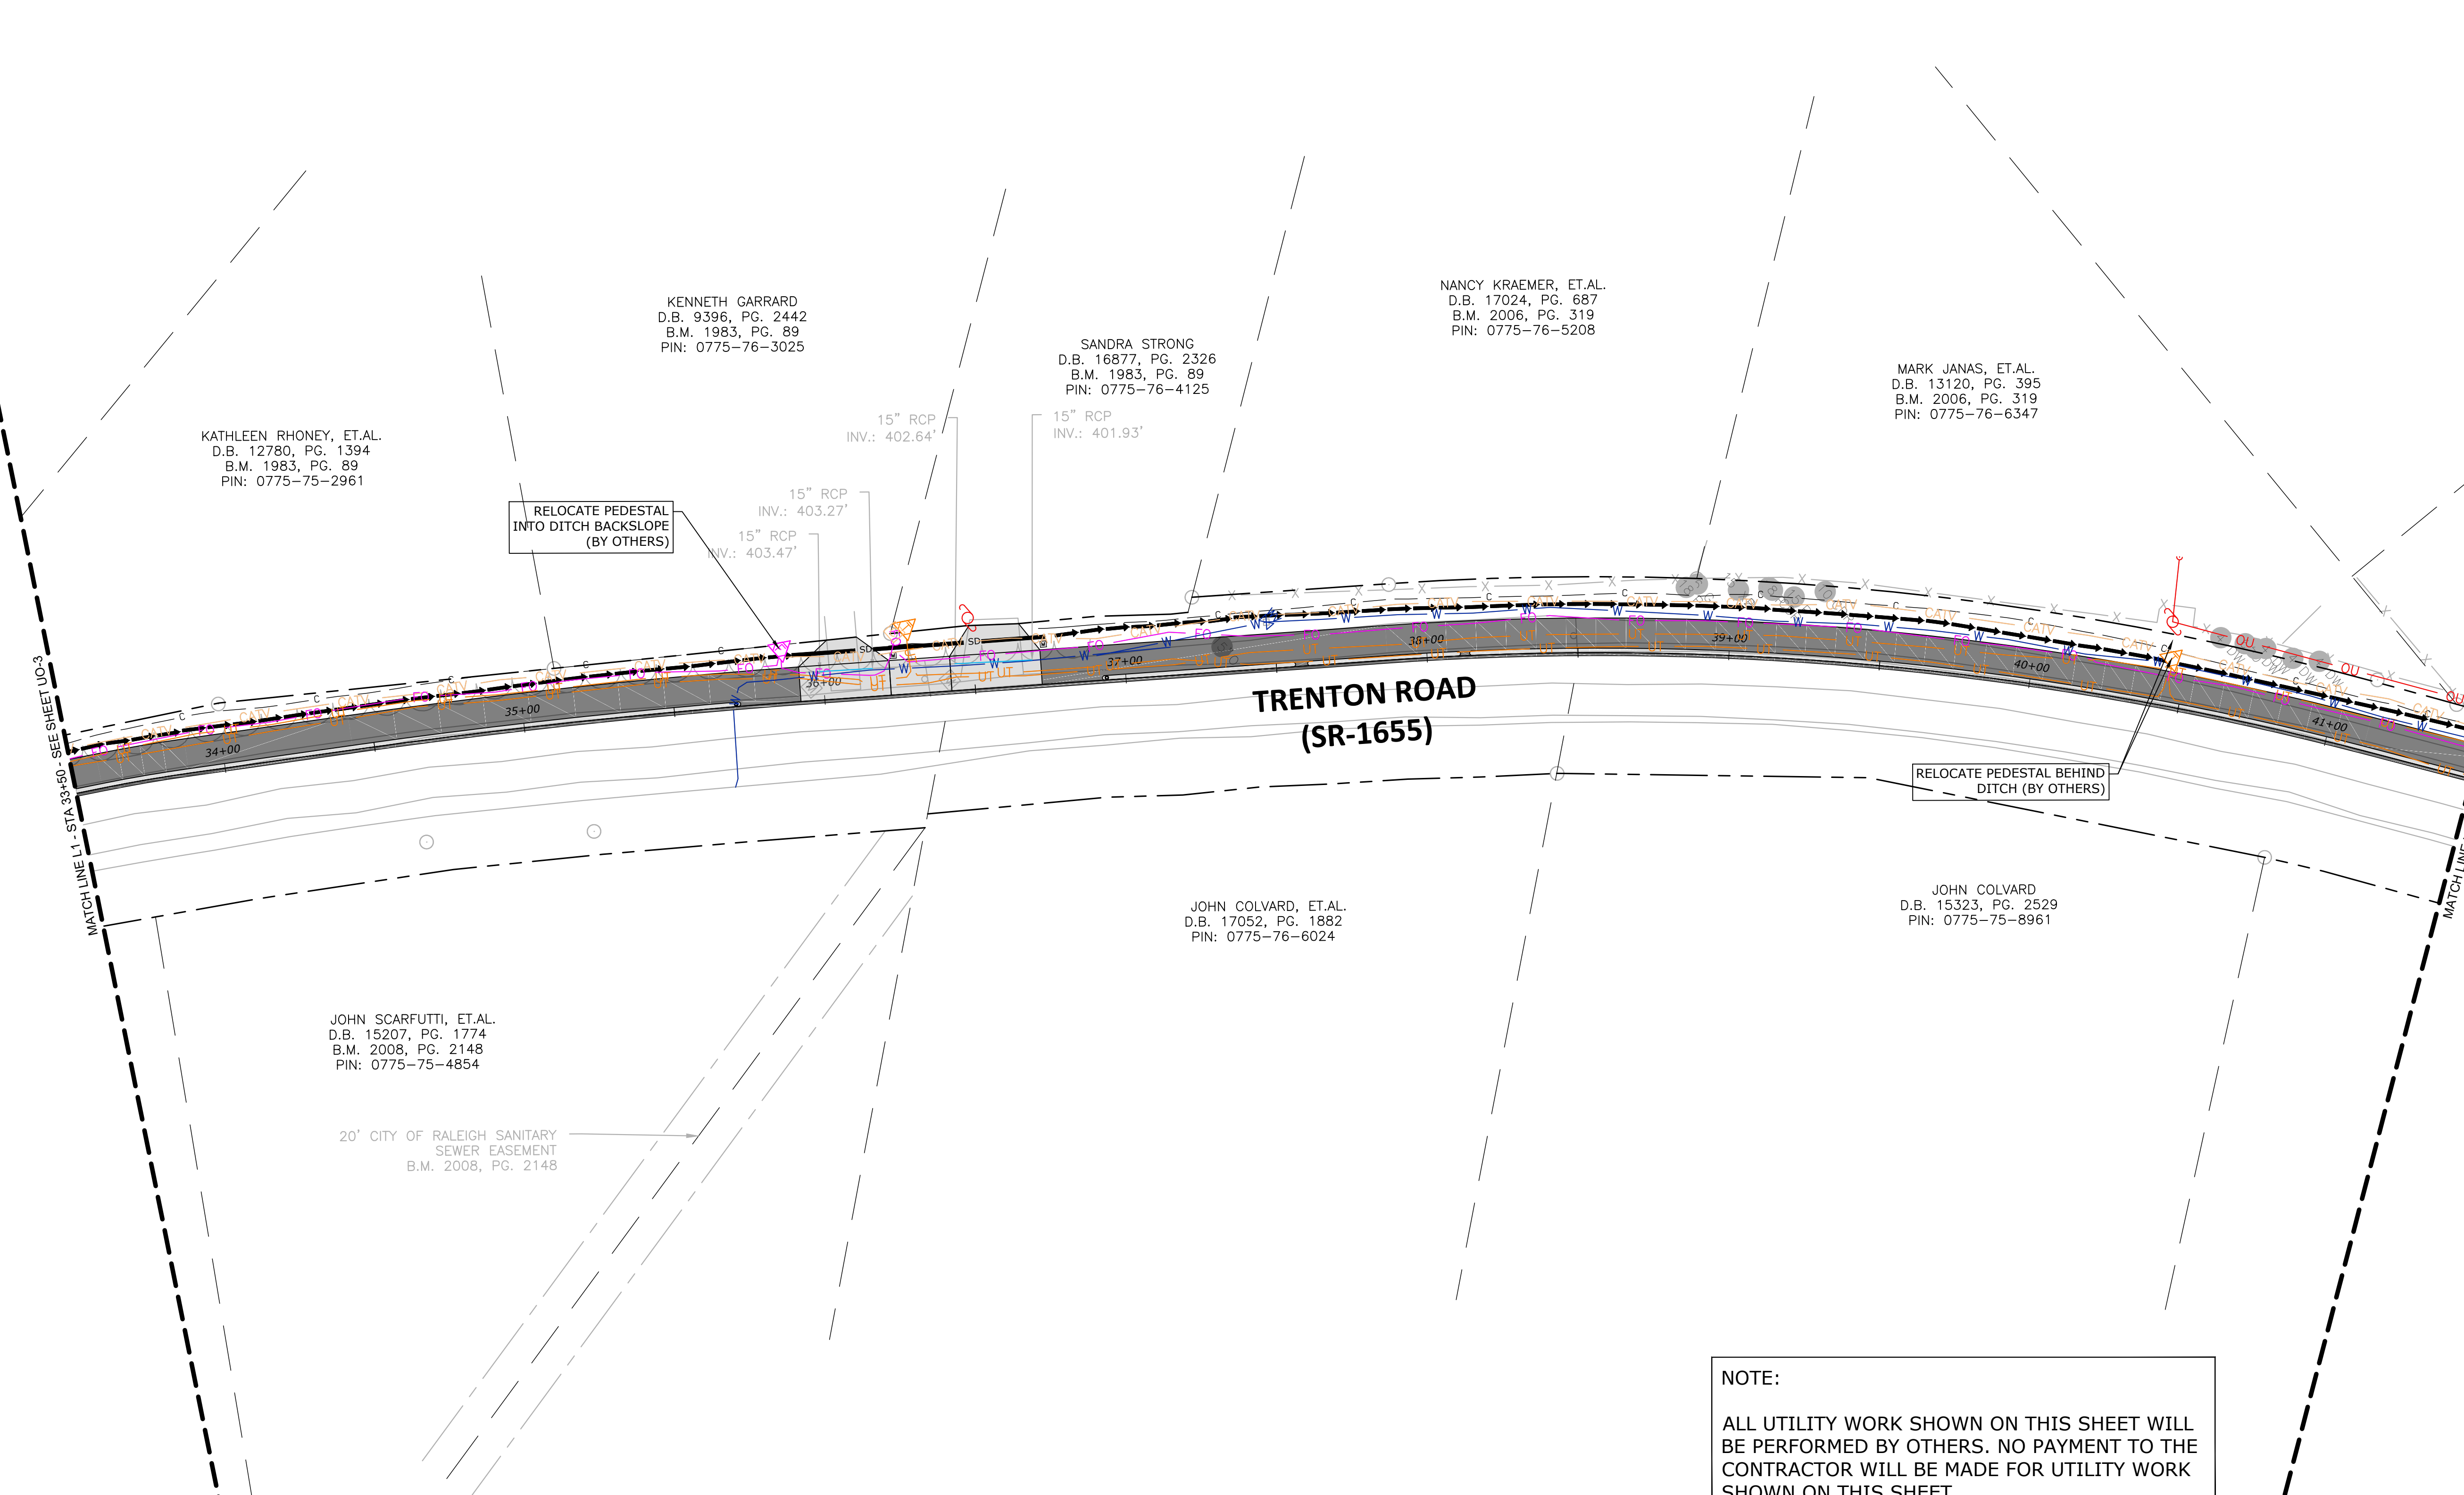 KENNETH GARRARD
D.B. 9396, PG. 2442
B.M. 1983, PG. 89
PIN: 0775-76-3025
SANDRA STRONG
D.B. 16877, PG. 2326
B.M. 1983, PG. 89
PIN: 0775-76-4125
NANCY KRAEMER, ET.AL.
D.B. 17024, PG. 687
B.M. 2006, PG. 319
PIN: 0775-76-5208
MARK JANAS, ET.AL.
D.B. 13120, PG. 395
B.M. 2006, PG. 319
PIN: 0775-76-6347
KATHLEEN RHONEY, ET.AL.
D.B. 12780, PG. 1394
B.M. 1983, PG. 89
PIN: 0775-75-2961
15" RCP
INV.: 402.64'
15" RCP
INV.: 401.93'
15" RCP
INV.: 403.27'
15" RCP
INV.: 403.47'
RELOCATE PEDESTAL
INTO DITCH BACKSLOPE
(BY OTHERS)
MATCH LINE L1 - STA 33+50 - SEE SHEET UO-3
34+00
35+00
36+00
37+00
38+00
39+00
40+00
41+00
SD
SD
C
CATV
FO
UT
W
X
OU
OU
OU
TRENTON ROAD
(SR-1655)
RELOCATE PEDESTAL BEHIND
DITCH (BY OTHERS)
MATCH LINE
JOHN COLVARD, ET.AL.
D.B. 17052, PG. 1882
PIN: 0775-76-6024
JOHN COLVARD
D.B. 15323, PG. 2529
PIN: 0775-75-8961
JOHN SCARFUTTI, ET.AL.
D.B. 15207, PG. 1774
B.M. 2008, PG. 2148
PIN: 0775-75-4854
20' CITY OF RALEIGH SANITARY
SEWER EASEMENT
B.M. 2008, PG. 2148
NOTE:
ALL UTILITY WORK SHOWN ON THIS SHEET WILL
BE PERFORMED BY OTHERS. NO PAYMENT TO THE
CONTRACTOR WILL BE MADE FOR UTILITY WORK
SHOWN ON THIS SHEET